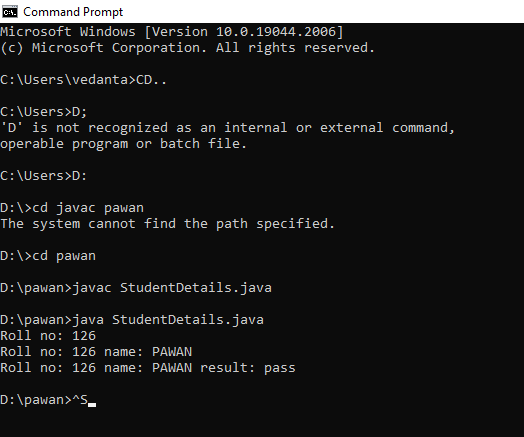 Command Prompt
Microsoft Windows [Version 10.0.19044.2006]
(c) Microsoft Corporation. All rights reserved.
C:\Users\vedanta>CD..
C:\Users>D;
'D' is not recognized as an internal or external command,
operable program or batch file.
C:\Users>D:
D:\>cd javac pawan
The system cannot find the path specified.
D:\>cd pawan
D:\pawan>javac StudentDetails.java
D:\pawan>java StudentDetails.java
Roll no: 126
Roll no: 126 name: PAWAN
Roll no: 126 name: PAWAN result: pass
D:\pawan>^S